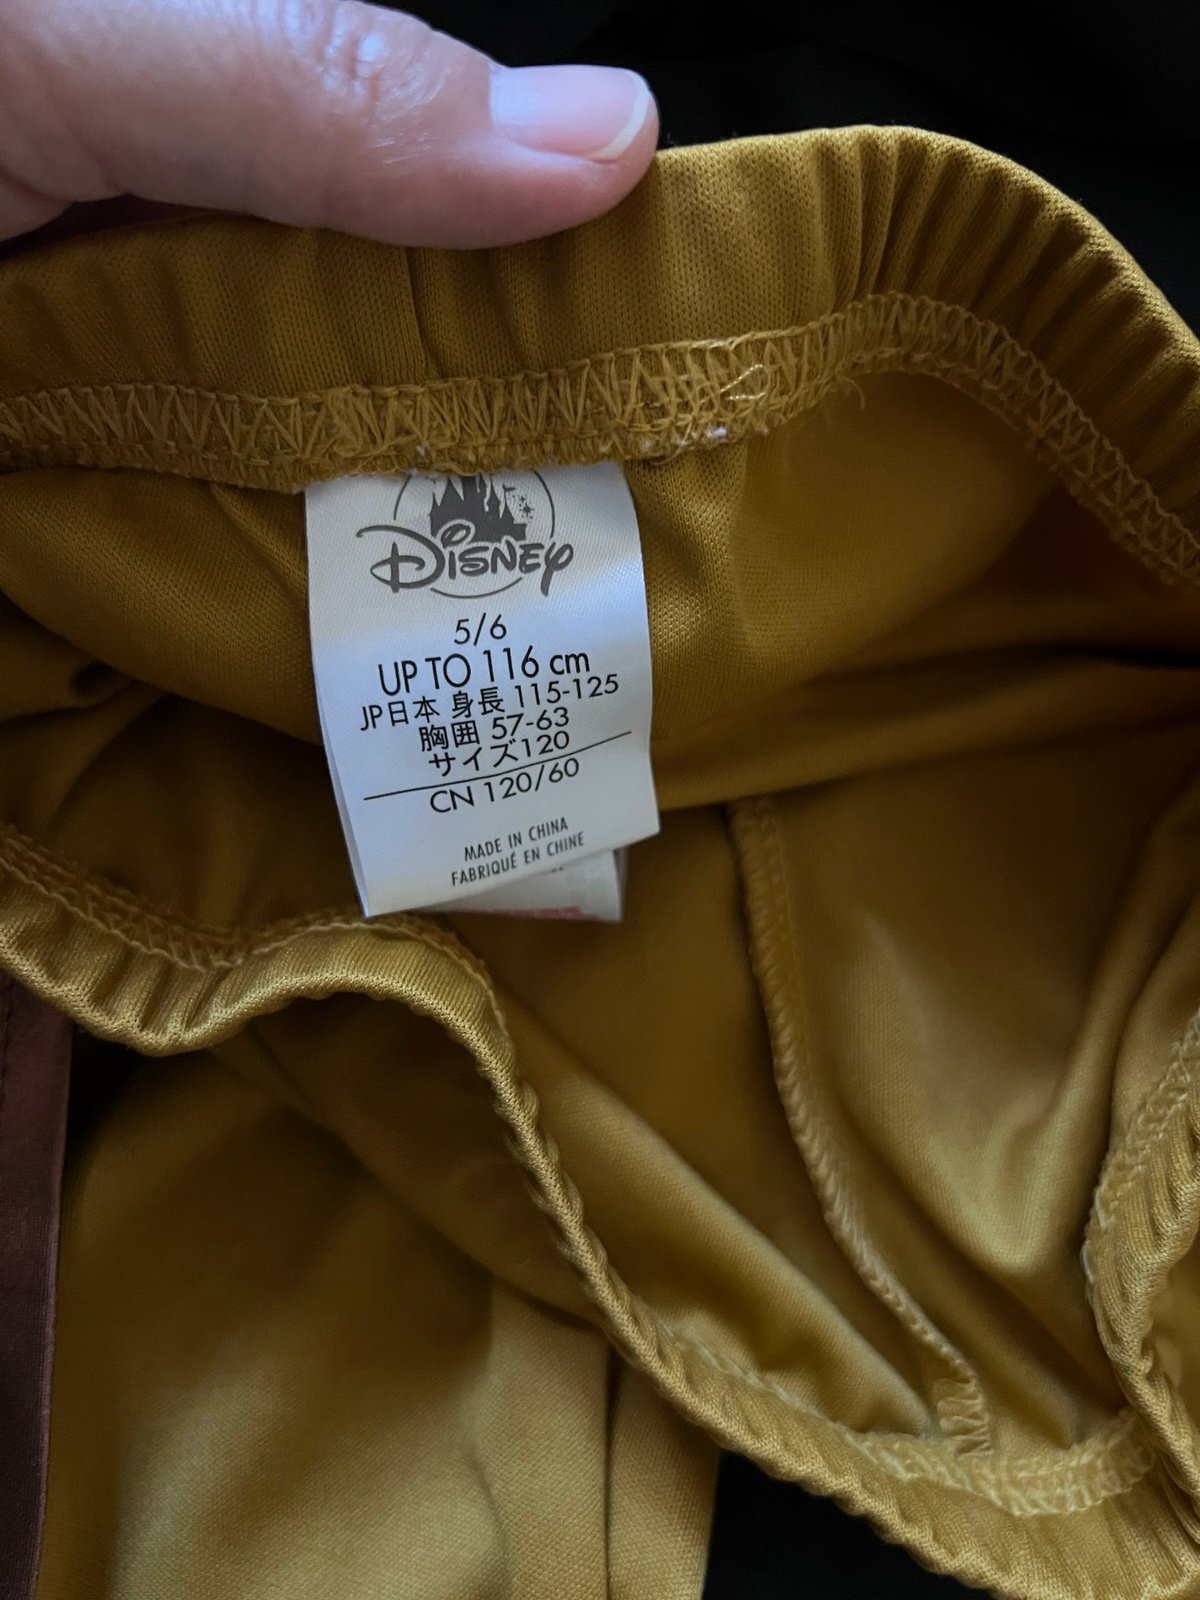 Disney
5/6
UP TO 116 cm
JP日本 身長 115-125
胸囲 57-63
サイズ120
CN 120/60
MADE IN CHINA
FABRIQUÉ EN CHINE